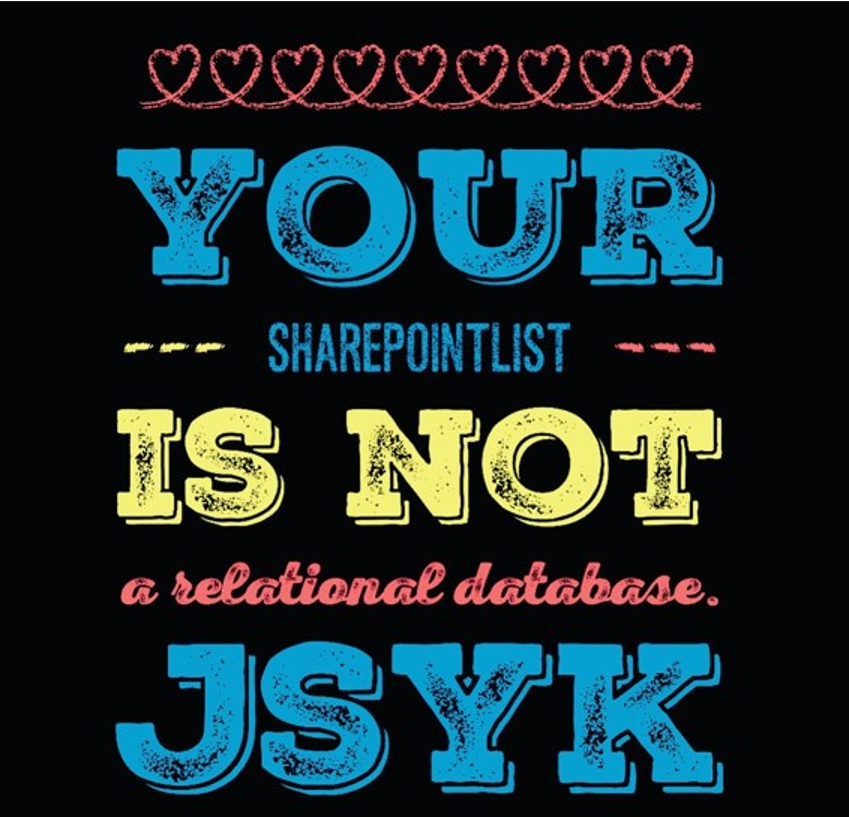 YOUR
SHAREPOINTLIST
IS NOT
a relational database.
JSYK